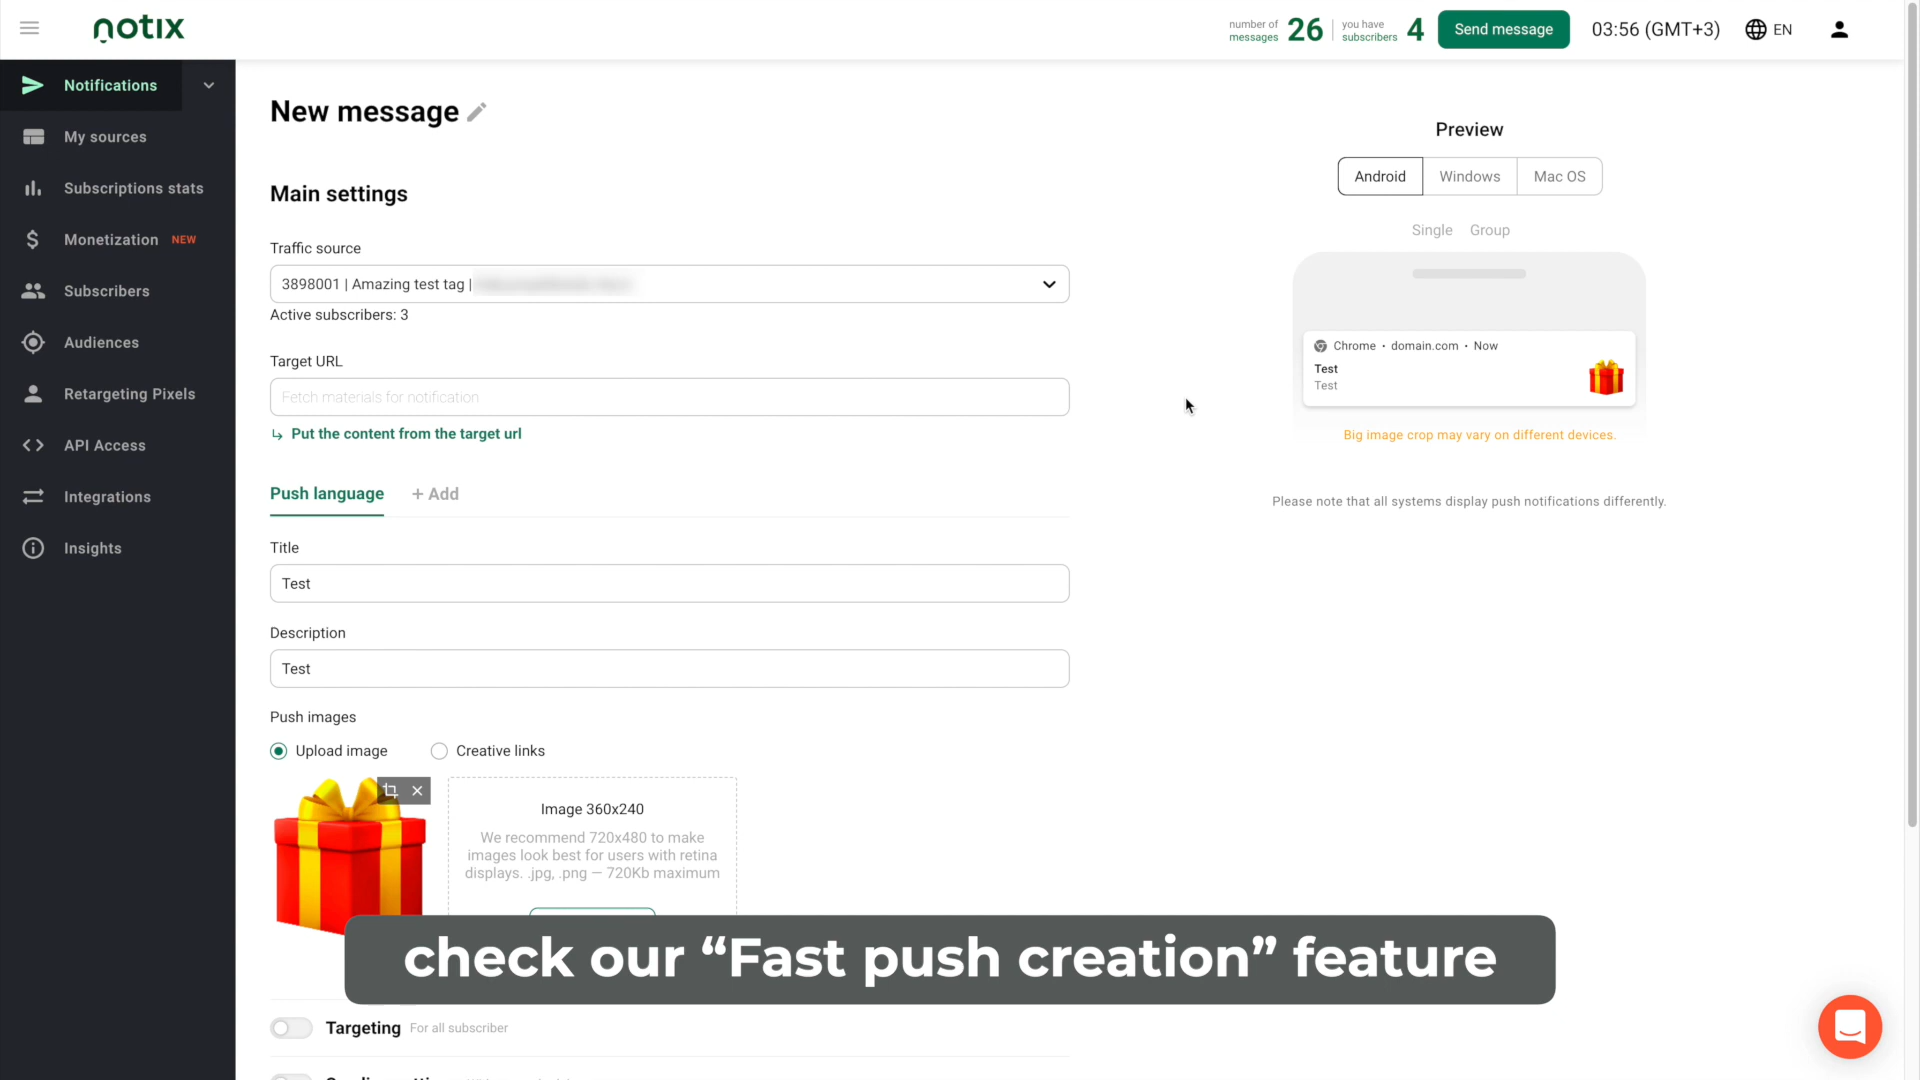 notix
number of
messages
26
you have
subscribers
4
Send message
03:56 (GMT+3)
EN
Notifications
My sources
Subscriptions stats
Monetization NEW
Subscribers
Audiences
Retargeting Pixels
API Access
Integrations
Insights
New message
Main settings
Traffic source
3898001 | Amazing test tag |
Active subscribers: 3
Target URL
Fetch materials for notification
Put the content from the target url
Push language
+ Add
Title
Test
Description
Test
Push images
Upload image
Creative links
Image 360x240
We recommend 720x480 to make
images look best for users with retina
displays. .jpg, .png — 720Kb maximum
Preview
Android
Windows
Mac OS
Single
Group
Chrome • domain.com • Now
Test
Test
Big image crop may vary on different devices.
Please note that all systems display push notifications differently.
check our “Fast push creation” feature
Targeting
For all subscriber